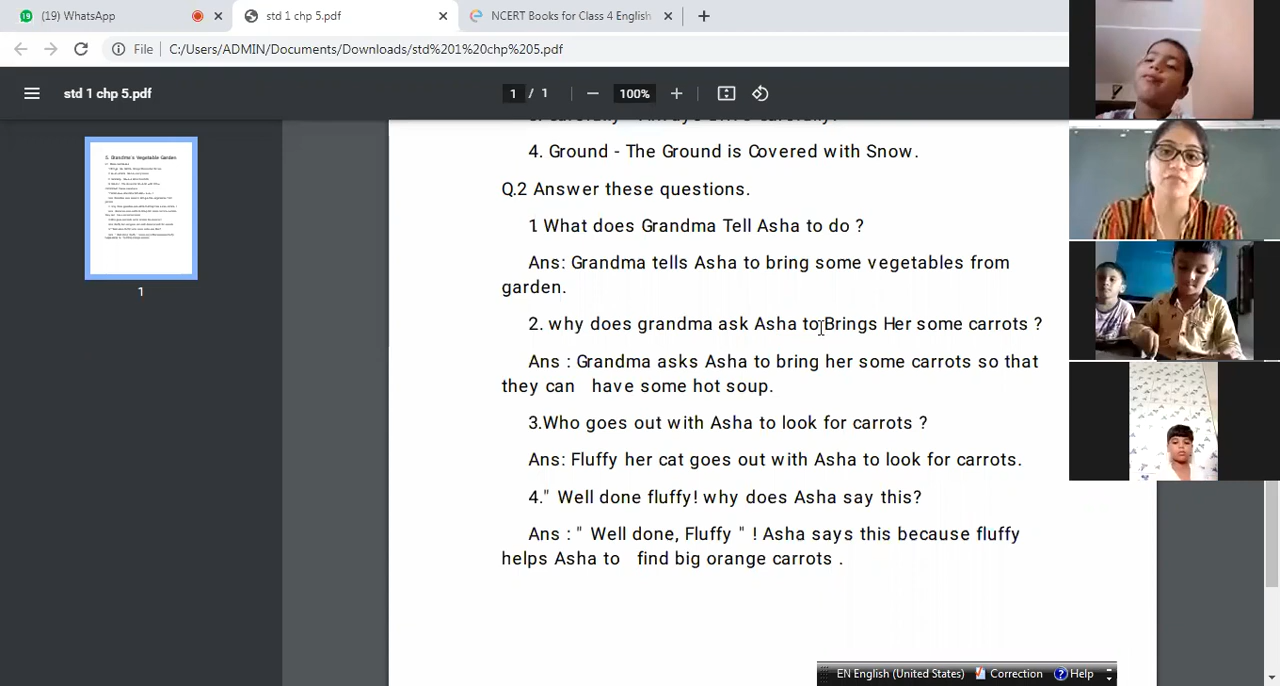 (19) WhatsApp
std 1 chp 5.pdf
NCERT Books for Class 4 English
File
C:/Users/ADMIN/Documents/Downloads/std%201%20chp%205.pdf
std 1 chp 5.pdf
1 / 1
100%
4. Ground - The Ground is Covered with Snow.
Q.2 Answer these questions.
1 What does Grandma Tell Asha to do ?
Ans: Grandma tells Asha to bring some vegetables from
garden.
2. why does grandma ask Asha to Brings Her some carrots ?
Ans : Grandma asks Asha to bring her some carrots so that
they can have some hot soup.
3.Who goes out with Asha to look for carrots ?
Ans: Fluffy her cat goes out with Asha to look for carrots.
4." Well done fluffy! why does Asha say this?
Ans : " Well done, Fluffy " ! Asha says this because fluffy
helps Asha to find big orange carrots .
1
EN English (United States) Correction Help